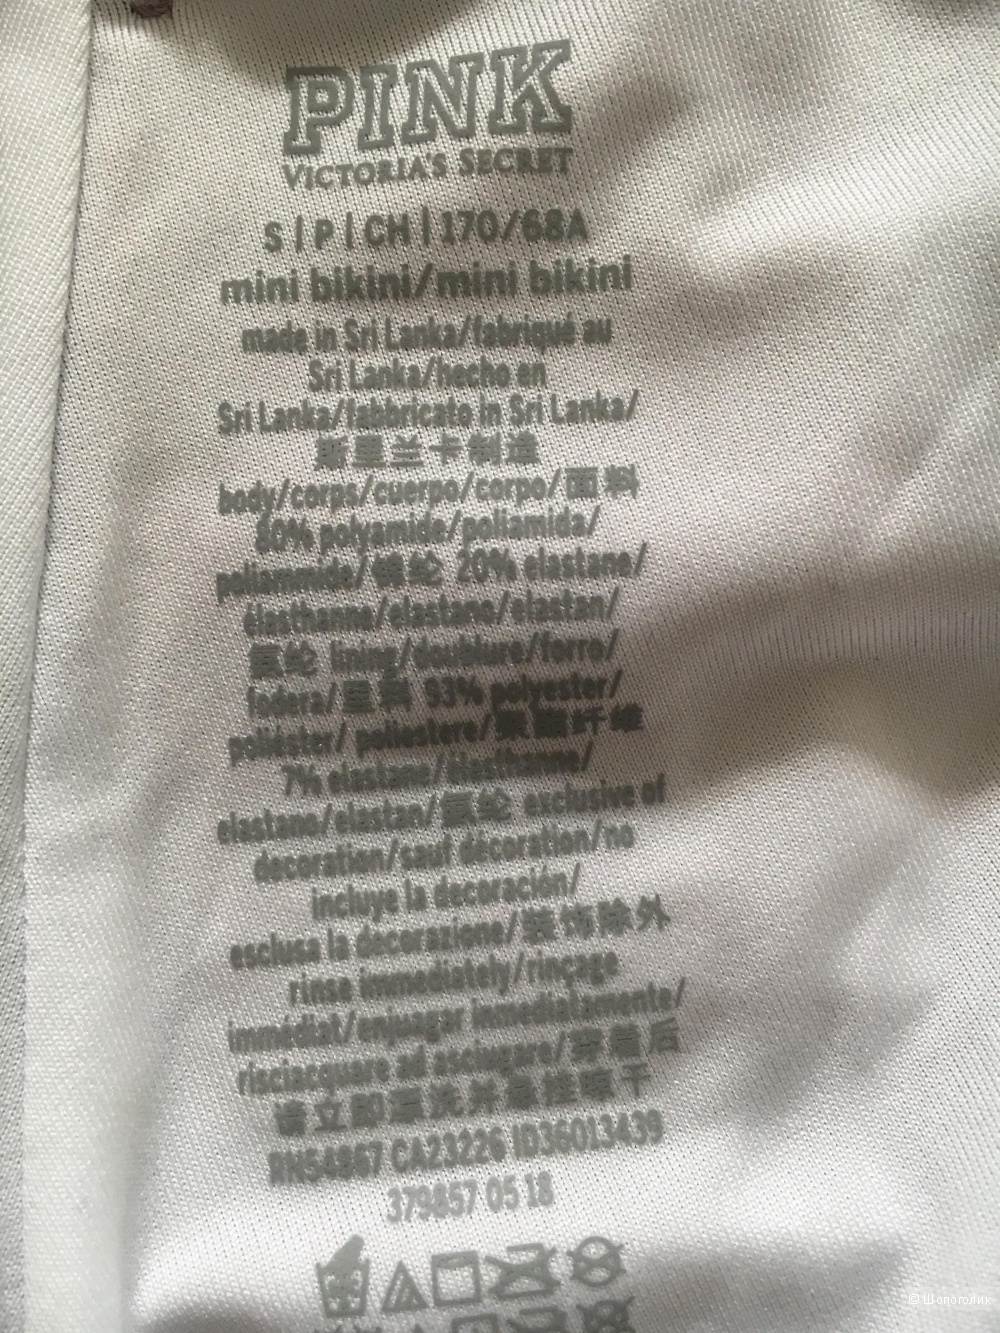 PINK
VICTORIA'S SECRET
S | P | CH | 170/68A
mini bikini/mini bikini
made in Sri Lanka/fabriqué au
Sri Lanka/hecho en
Sri Lanka/fabbricato in Sri Lanka/
斯里兰卡制造
body/corps/cuerpo/corpo/面料
80% polyamide/poliamida/
poliammide/锦纶 20% elastane/
élasthanne/elastano/elastan/
氨纶 lining/doublure/forro/
fodera/里料 93% polyester/
poliéster/ poliestere/聚酯纤维
7% elastane/élasthanne/
elastano/elastan/氨纶 exclusive of
decoration/sauf décoration/no
incluye la decoración/
esclusa la decorazione/装饰除外
rinse immediately/rinçage
immédiat/enjuagar immediatamente/
risciacquare ad asciugare/穿着后
请立即漂洗并悬挂晾干
RN54867 CA23226 ID36013439
379857 05 18
© Шопоголик